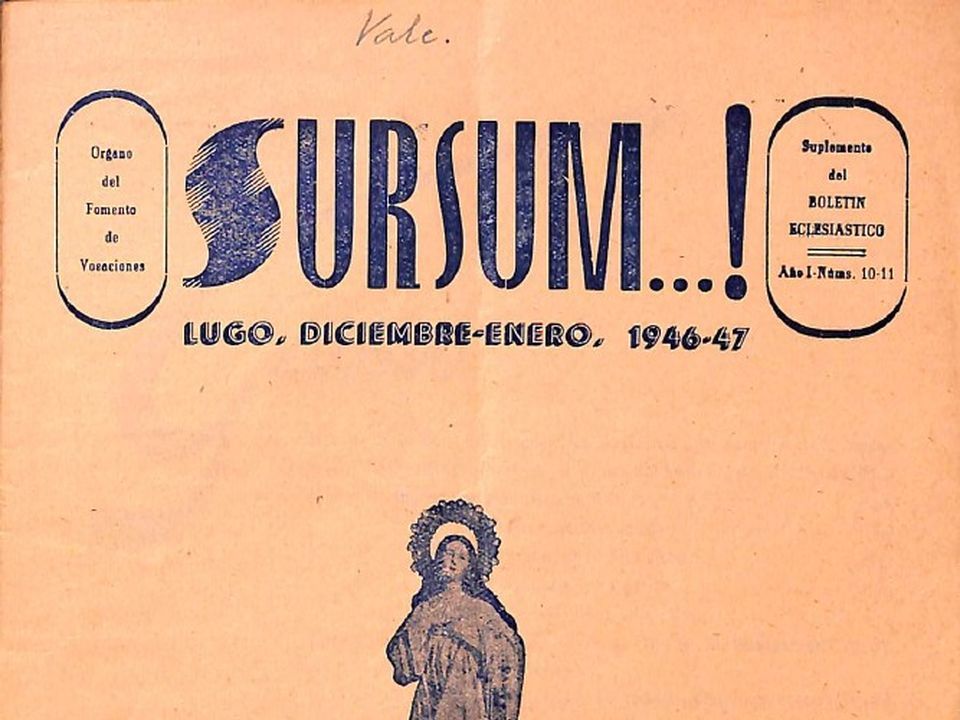 Vale.
Organo
del
Fomento
de
Vocaciones
SURSUM...!
Suplemento
del
BOLETIN
ECLESIASTICO
Año I-Núms. 10-11
LUGO, DICIEMBRE-ENERO, 1946-47